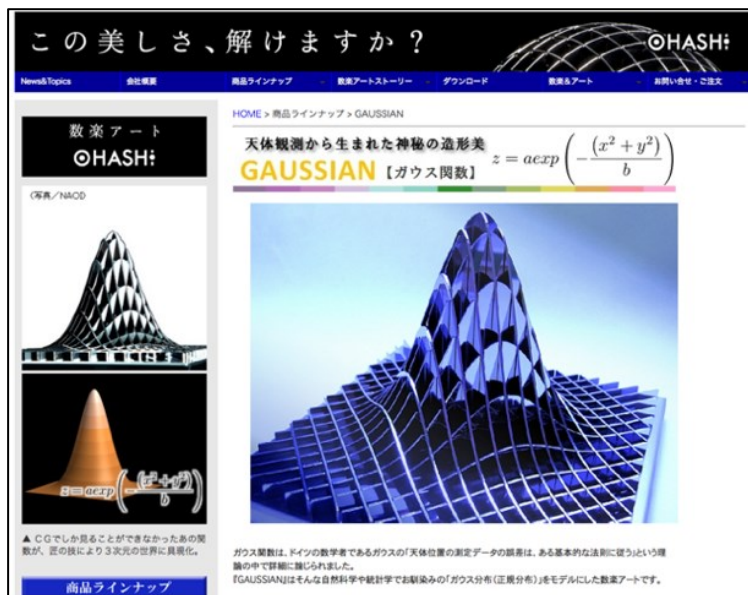 この美しさ、解けますか？
OHASHi
News&Topics 会社概要 商品ラインナップ 数楽アートストーリー ダウンロード 数楽&アート お問い合せ・ご注文
数楽アート
OHASHi
（写真／NAOJ）
z = aexp(-(x²+y²)/b)
▲ CGでしか見ることができなかったあの関
数が、匠の技により３次元の世界に具現化。
商品ラインナップ
HOME > 商品ラインナップ > GAUSSIAN
天体観測から生まれた神秘の造形美
GAUSSIAN 【ガウス関数】 z = aexp(-(x²+y²)/b)
ガウス関数は、ドイツの数学者であるガウスの「天体位置の測定データの誤差は、ある基本的な法則に従う」という理
論の中で詳細に論じられました。
『GAUSSIAN』はそんな自然科学や統計学でお馴染みの「ガウス分布（正規分布）」をモデルにした数楽アートです。